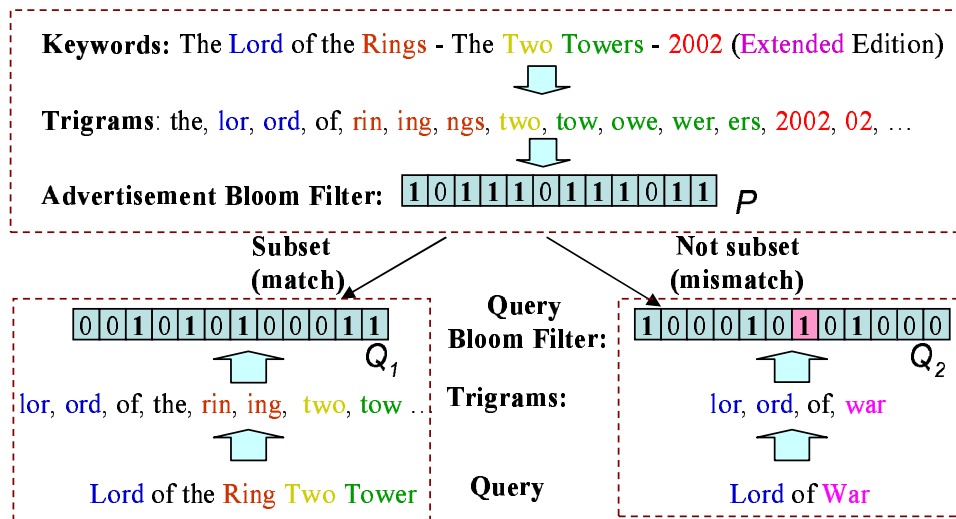 Keywords: The Lord of the Rings - The Two Towers - 2002 (Extended Edition)
Trigrams: the, lor, ord, of, rin, ing, ngs, two, tow, owe, wer, ers, 2002, 02, ...
Advertisement Bloom Filter: 1 0 1 1 1 0 1 1 1 0 1 1 P
Subset
(match)
Not subset
(mismatch)
0 0 1 0 1 0 1 0 0 0 1 1
Q1
lor, ord, of, the, rin, ing, two, tow ...
Lord of the Ring Two Tower
Query
Bloom Filter:
Trigrams:
Query
1 0 0 0 1 0 1 0 1 0 0 0
Q2
lor, ord, of, war
Lord of War